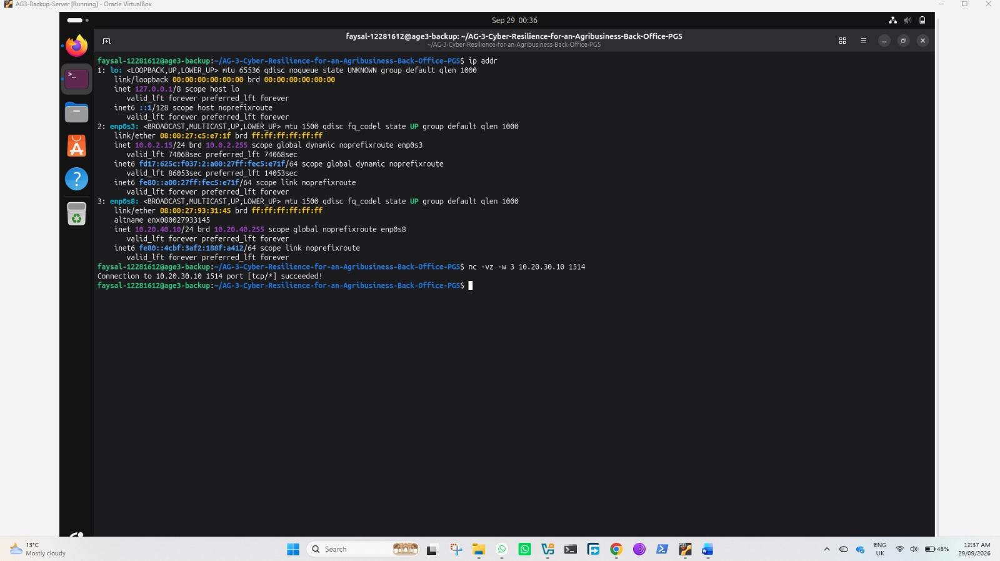 AG3-Backup-Server [Running] - Oracle VirtualBox
Sep 29 00:36
faysal-12281612@age3-backup: ~/AG-3-Cyber-Resilience-for-an-Agribusiness-Back-Office-PG5
~/AG-3-Cyber-Resilience-for-an-Agribusiness-Back-Office-PG5
faysal-12281612@age3-backup:~/AG-3-Cyber-Resilience-for-an-Agribusiness-Back-Office-PG5$ ip addr
1: lo: <LOOPBACK,UP,LOWER_UP> mtu 65536 qdisc noqueue state UNKNOWN group default qlen 1000
link/loopback 00:00:00:00:00:00 brd 00:00:00:00:00:00
inet 127.0.0.1/8 scope host lo
valid_lft forever preferred_lft forever
inet6 ::1/128 scope host noprefixroute
valid_lft forever preferred_lft forever
2: enp0s3: <BROADCAST,MULTICAST,UP,LOWER_UP> mtu 1500 qdisc fq_codel state UP group default qlen 1000
link/ether 08:00:27:c5:e7:1f brd ff:ff:ff:ff:ff:ff
inet 10.0.2.15/24 brd 10.0.2.255 scope global dynamic noprefixroute enp0s3
valid_lft 74068sec preferred_lft 74068sec
inet6 fd17:625c:f037:2:a00:27ff:fec5:e71f/64 scope global dynamic noprefixroute
valid_lft 86053sec preferred_lft 14053sec
inet6 fe80::a00:27ff:fec5:e71f/64 scope link noprefixroute
valid_lft forever preferred_lft forever
3: enp0s8: <BROADCAST,MULTICAST,UP,LOWER_UP> mtu 1500 qdisc fq_codel state UP group default qlen 1000
link/ether 08:00:27:93:31:45 brd ff:ff:ff:ff:ff:ff
altname enx080027933145
inet 10.20.40.10/24 brd 10.20.40.255 scope global noprefixroute enp0s8
valid_lft forever preferred_lft forever
inet6 fe80::4cbf:3af2:188f:a412/64 scope link noprefixroute
valid_lft forever preferred_lft forever
faysal-12281612@age3-backup:~/AG-3-Cyber-Resilience-for-an-Agribusiness-Back-Office-PG5$ nc -vz -w 3 10.20.30.10 1514
Connection to 10.20.30.10 1514 port [tcp/*] succeeded!
faysal-12281612@age3-backup:~/AG-3-Cyber-Resilience-for-an-Agribusiness-Back-Office-PG5$
13°C
Mostly cloudy
Search
ENG
UK
48%
12:37 AM
29/09/2026